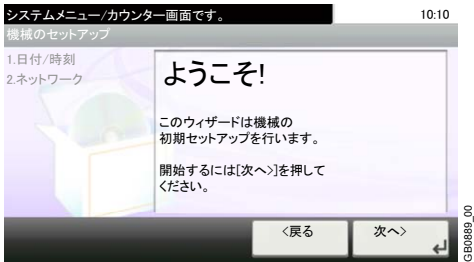 システムメニュー/カウンター画面です。
10:10
機械のセットアップ
1.日付/時刻
2.ネットワーク
ようこそ!
このウィザードは機械の
初期セットアップを行います。
開始するには[次へ>]を押して
ください。
<戻る
次へ>
GB0889_00